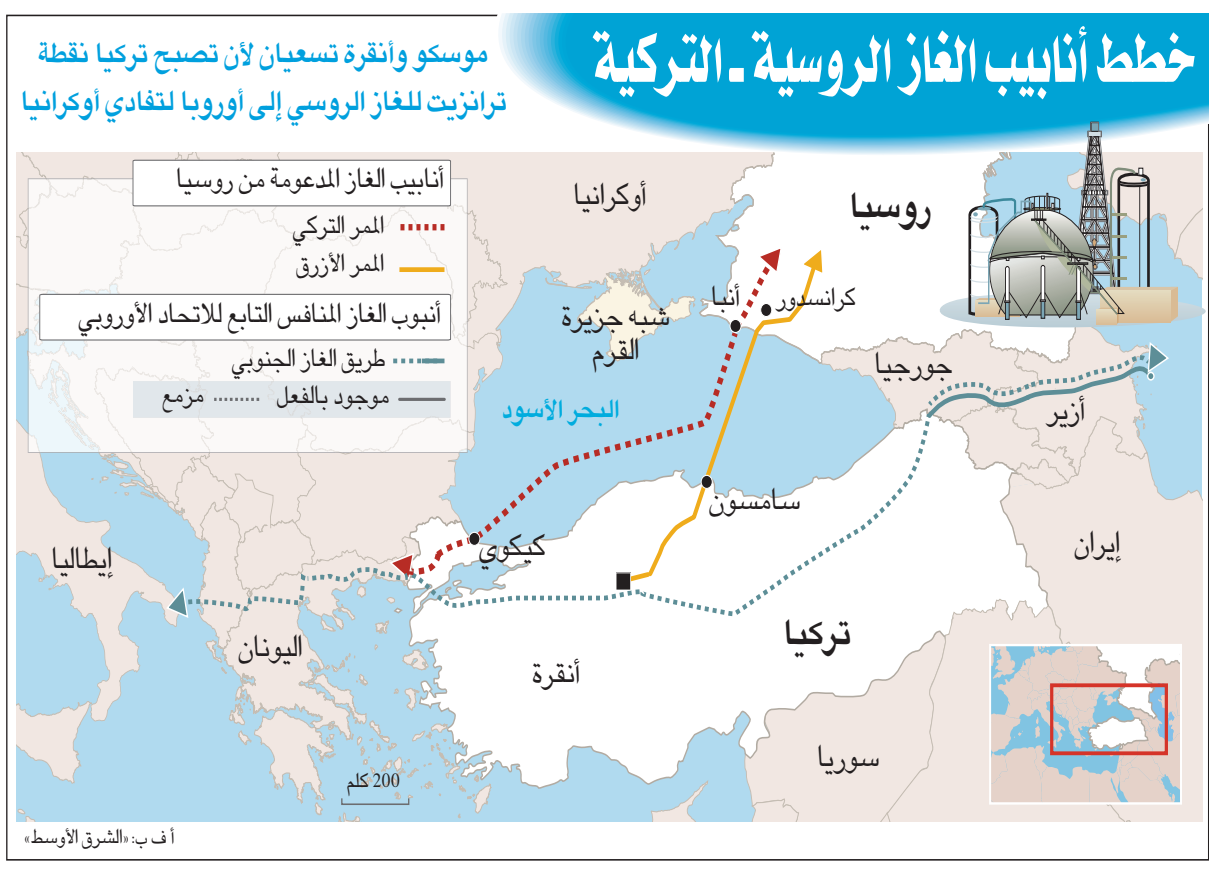 خطط أنابيب الغاز الروسية ـ التركية
موسكو وأنقرة تسعيان لأن تصبح تركيا نقطة
ترانزيت للغاز الروسي إلى أوروبا لتفادي أوكرانيا
أنابيب الغاز المدعومة من روسيا
الممر التركي
الممر الأزرق
أنبوب الغاز المنافس التابع للاتحاد الأوروبي
طريق الغاز الجنوبي
موجود بالفعل
مزمع
أوكرانيا
روسيا
كرانسدور
أنبا
شبه جزيرة
القرم
جورجيا
أزير
البحر الأسود
سامسون
كيكوي
إيران
إيطاليا
تركيا
اليونان
أنقرة
سوريا
200 كلم
أ ف ب: «الشرق الأوسط»